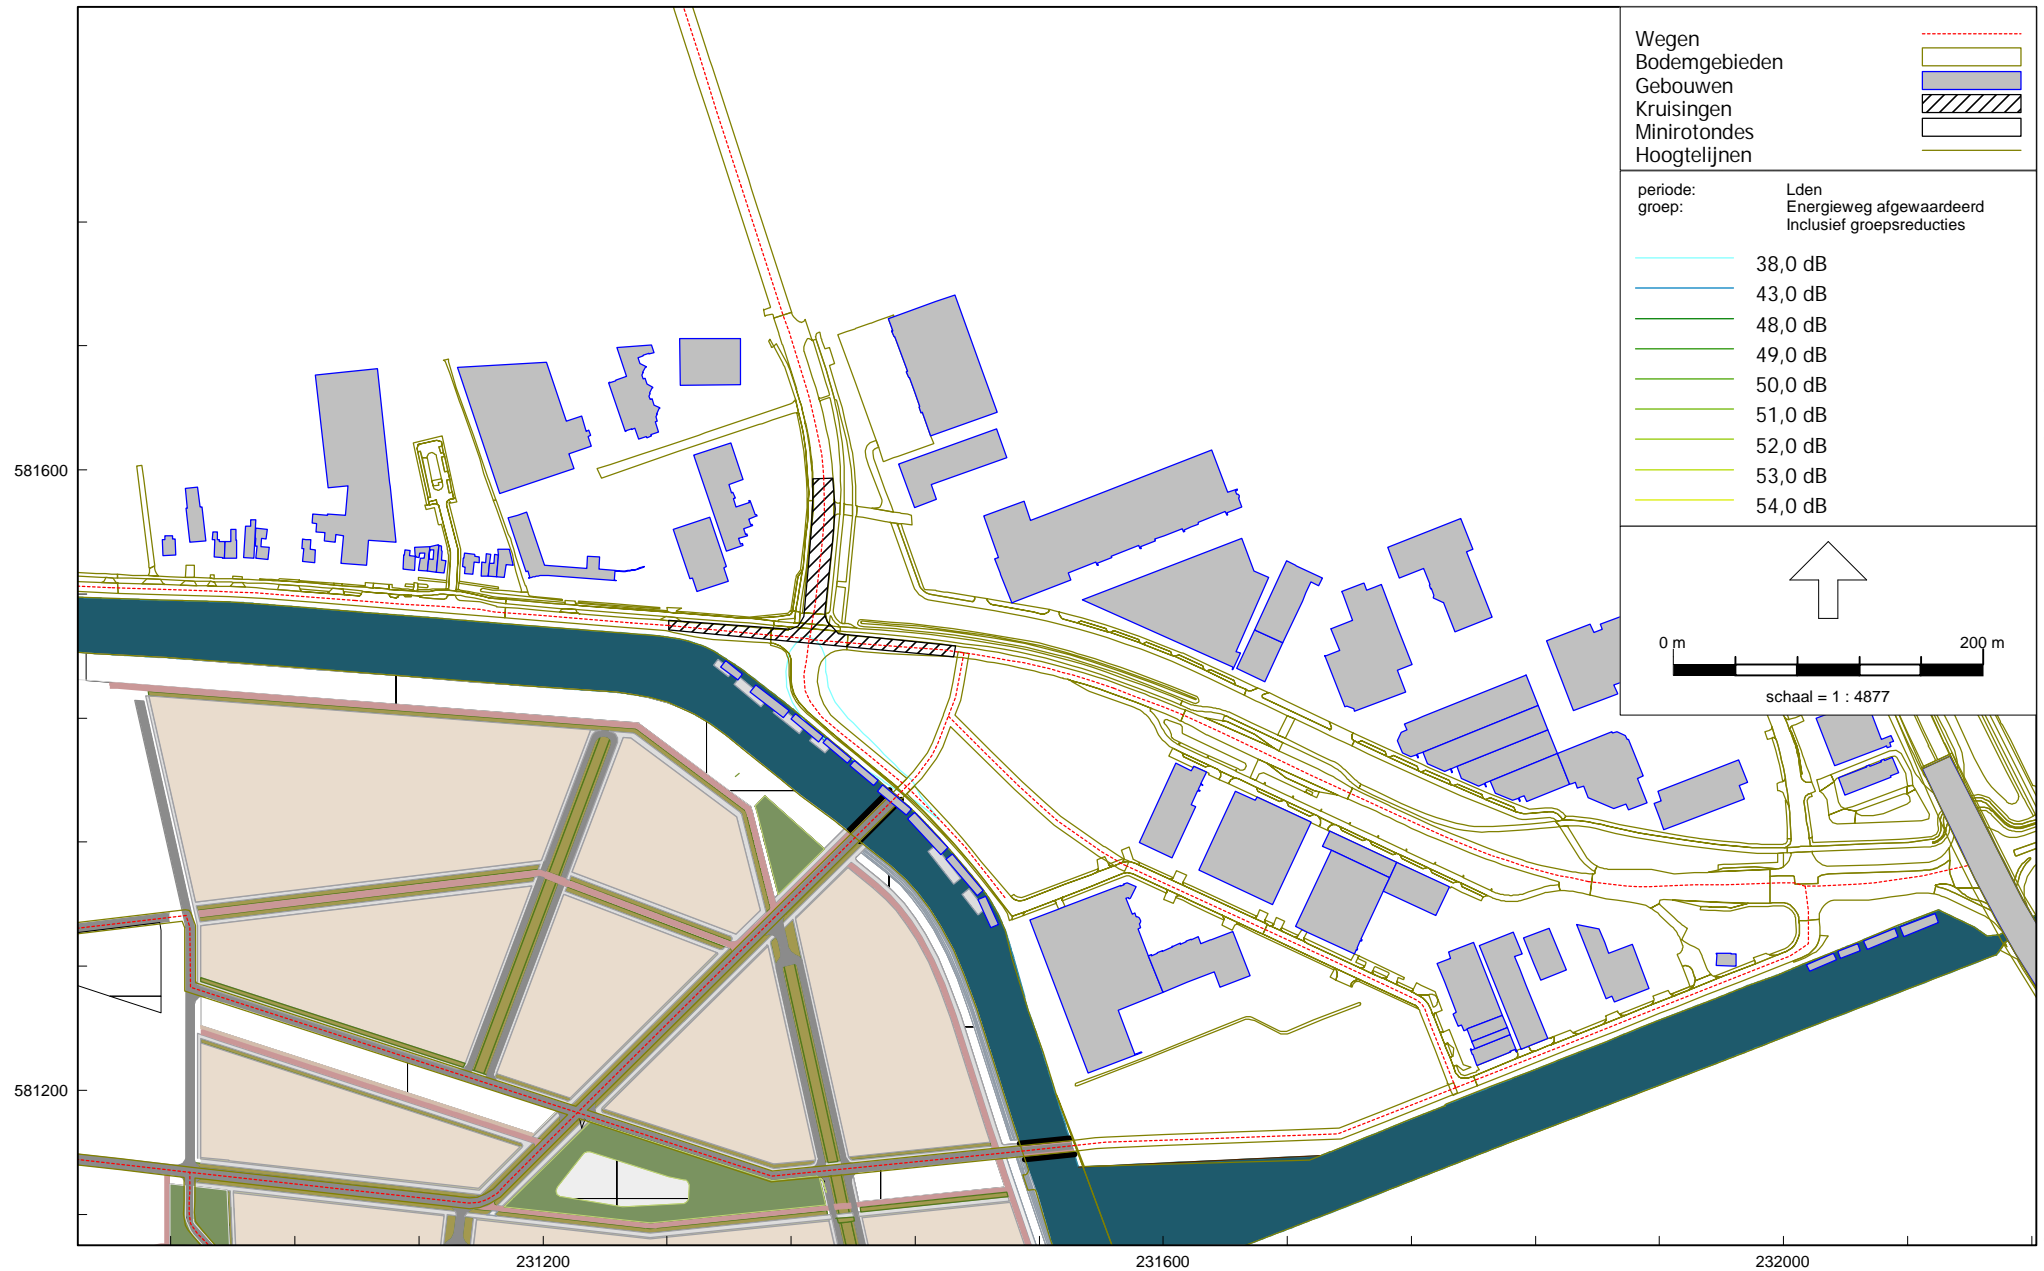 Wegen
Bodemgebieden
Gebouwen
Kruisingen
Minirotondes
Hoogtelijnen
periode: Lden
groep: Energieweg afgewaardeerd
Inclusief groepsreducties
38,0 dB
43,0 dB
48,0 dB
49,0 dB
50,0 dB
51,0 dB
52,0 dB
53,0 dB
54,0 dB
0 m 200 m
schaal = 1 : 4877
581600
581200
231200 231600 232000